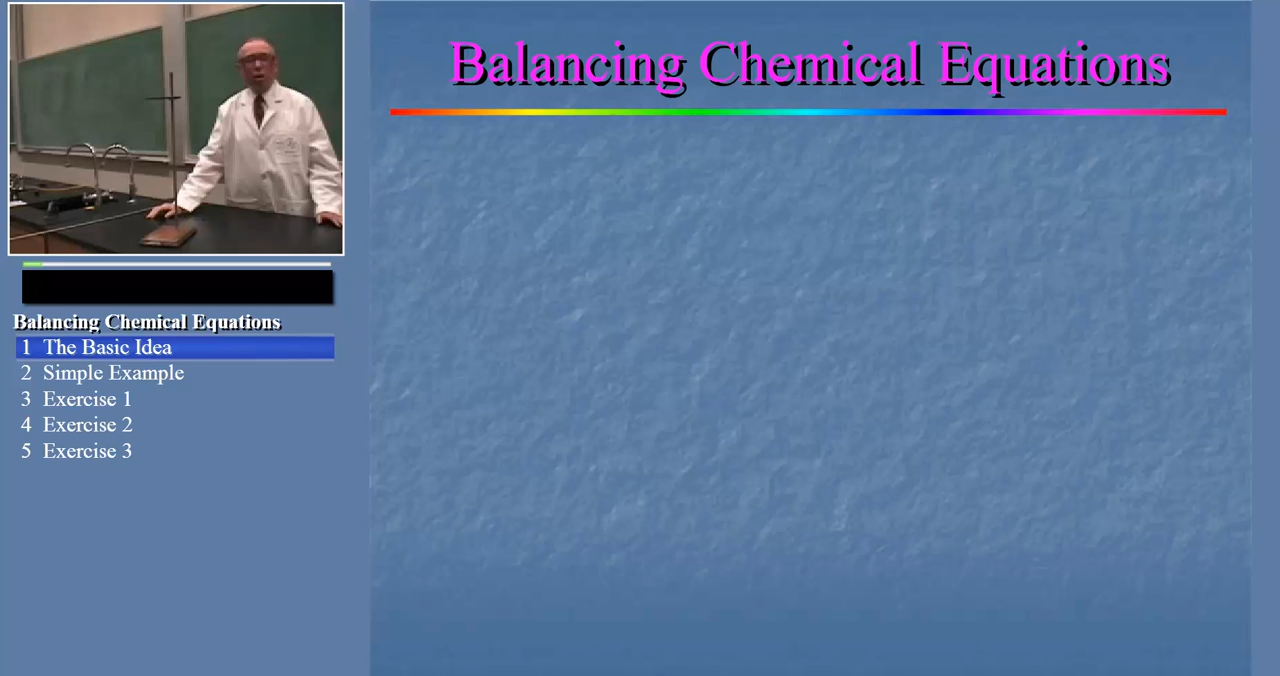 Balancing Chemical Equations
Balancing Chemical Equations
1 The Basic Idea
2 Simple Example
3 Exercise 1
4 Exercise 2
5 Exercise 3